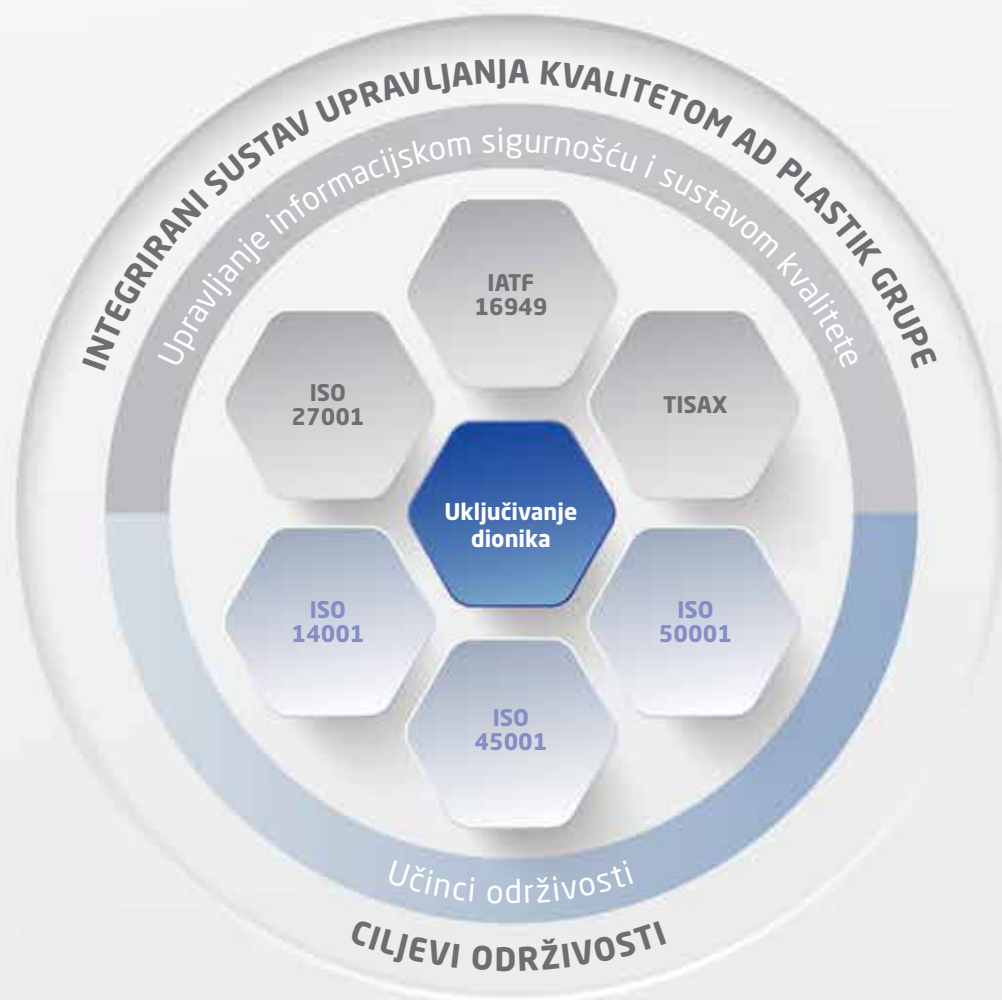 INTEGRIRANI SUSTAV UPRAVLJANJA KVALITETOM AD PLASTIK GRUPE
Upravljanje informacijskom sigurnošću i sustavom kvalitete
IATF
16949
ISO
27001
TISAX
Uključivanje
dionika
ISO
14001
ISO
50001
ISO
45001
Učinci održivosti
CILJEVI ODRŽIVOSTI